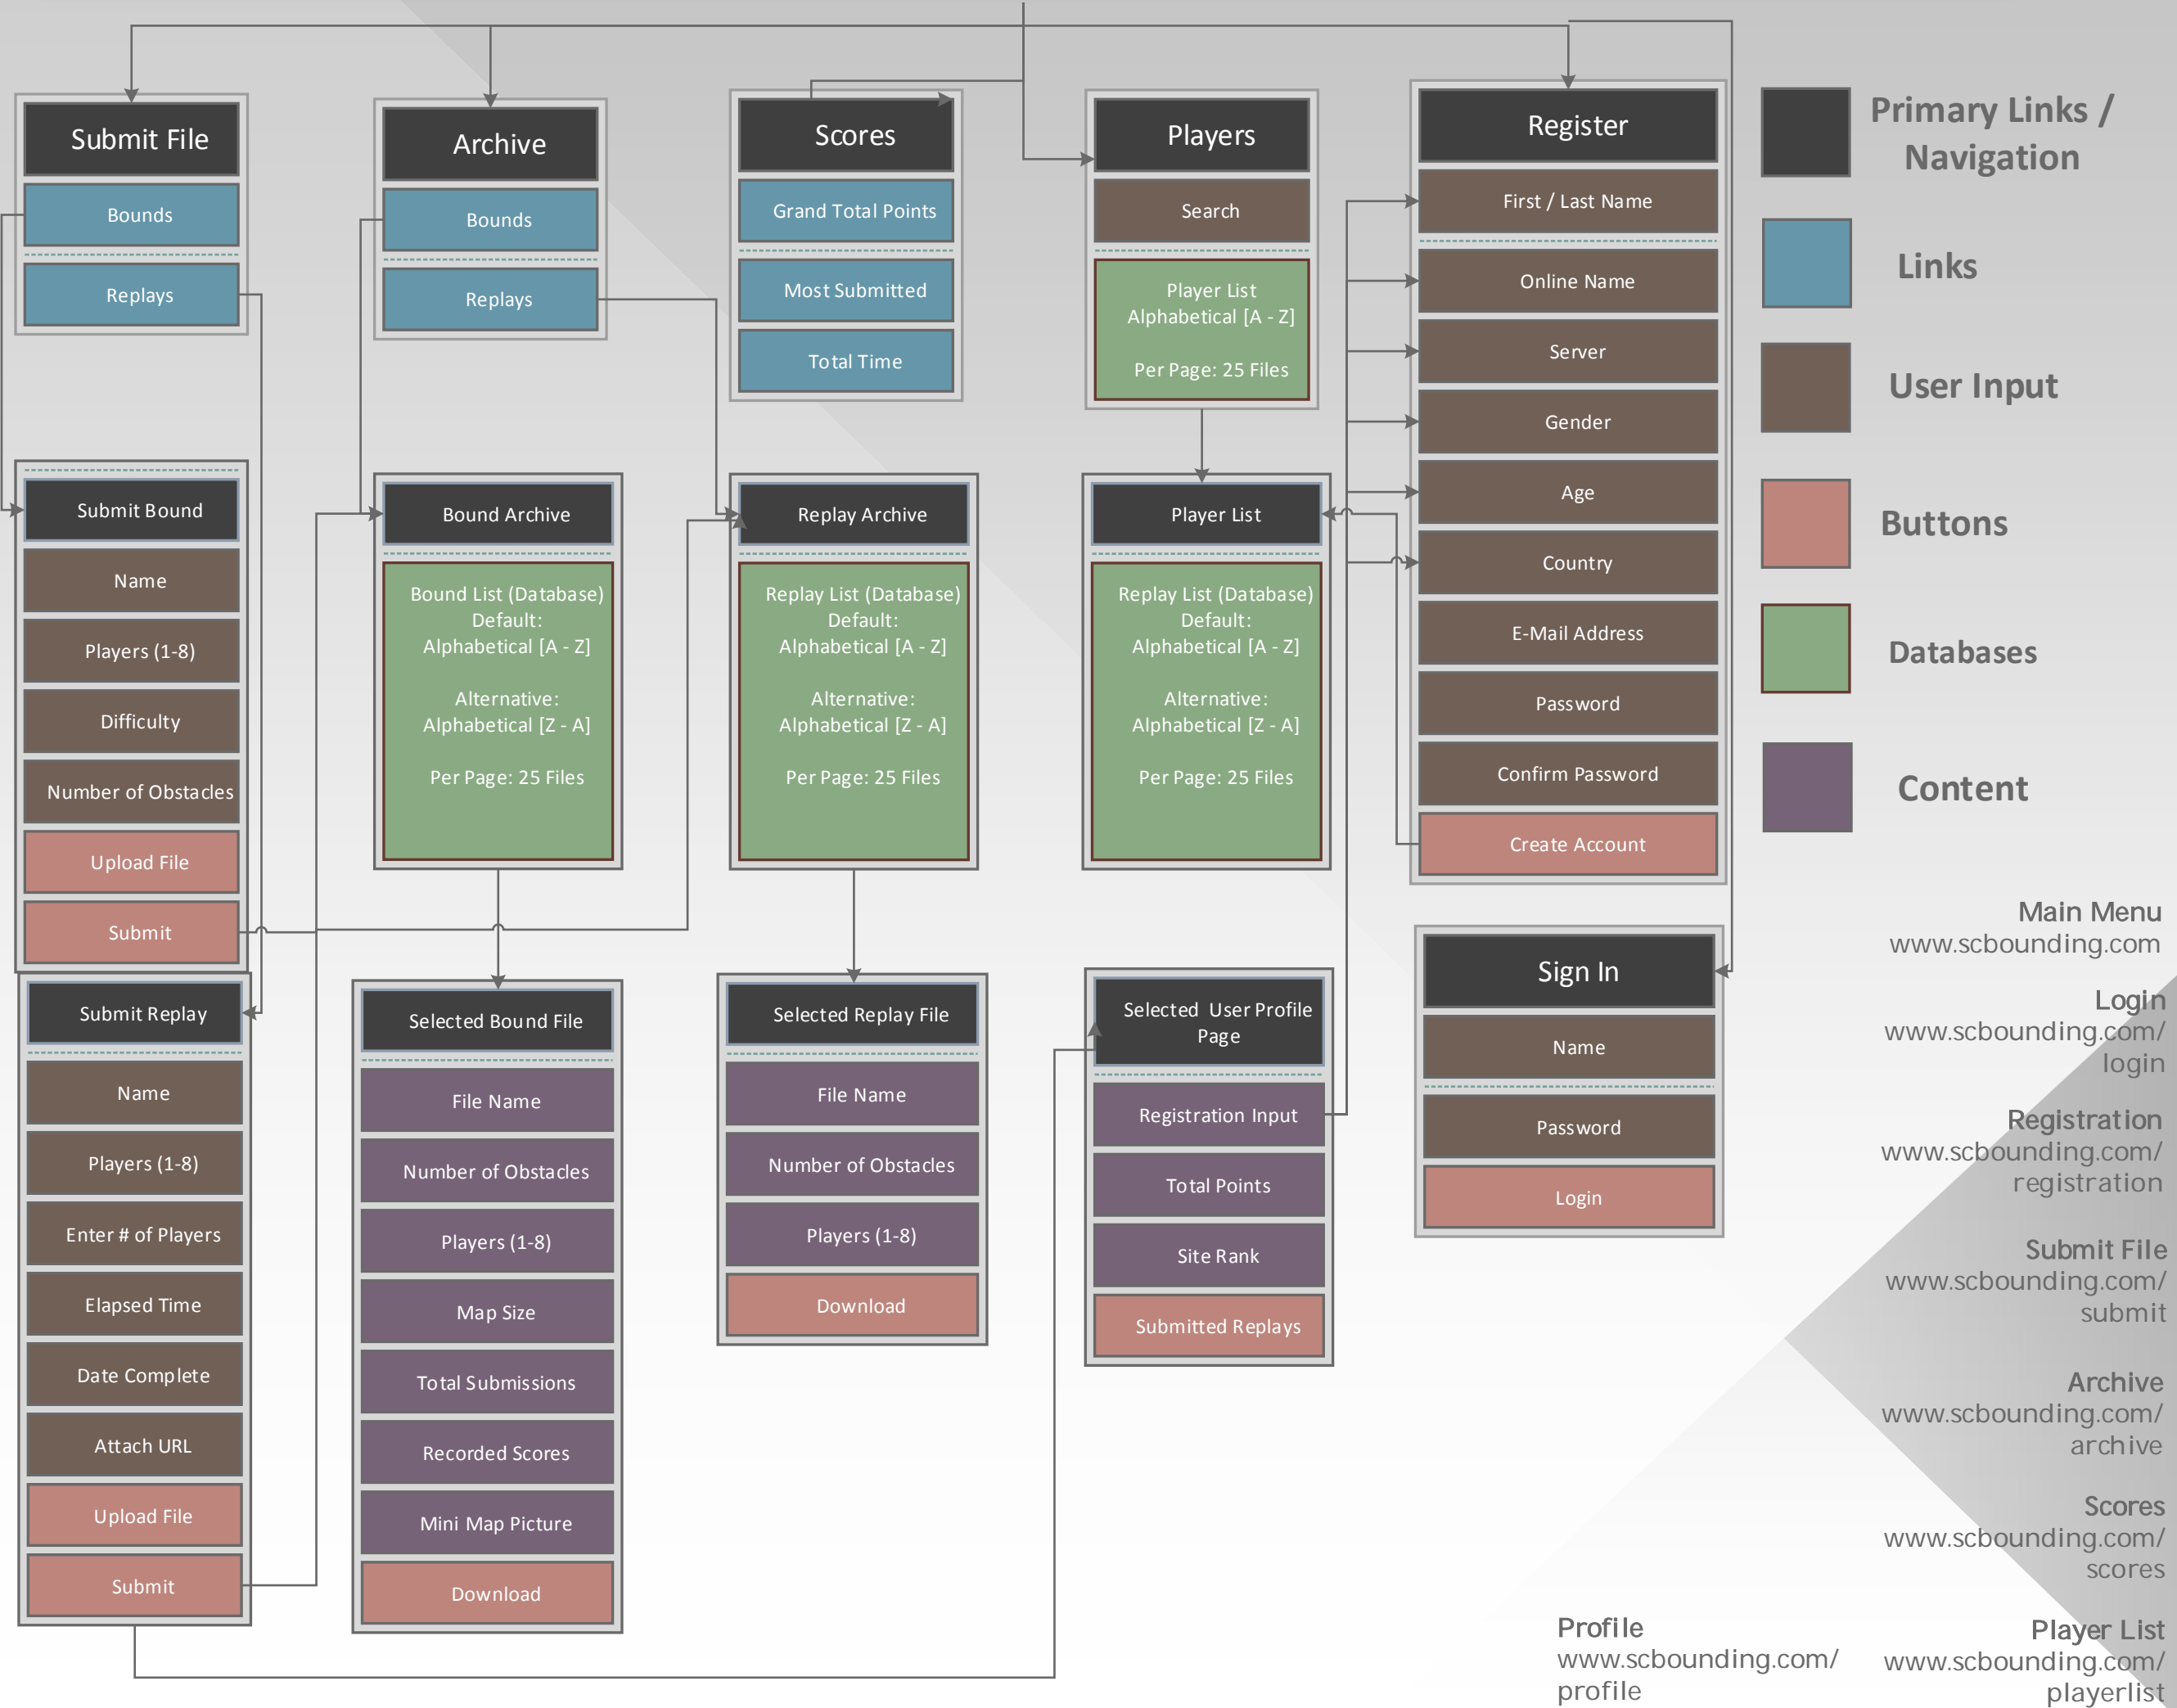 Submit File
Bounds
Replays
Archive
Bounds
Replays
Scores
Grand Total Points
Most Submitted
Total Time
Players
Search
Player List
Alphabetical [A - Z]
Per Page: 25 Files
Register
First / Last Name
Online Name
Server
Gender
Age
Country
E-Mail Address
Password
Confirm Password
Create Account
Primary Links /
Navigation
Links
User Input
Buttons
Databases
Content
Submit Bound
Name
Players (1-8)
Difficulty
Number of Obstacles
Upload File
Submit
Bound Archive
Bound List (Database)
Default:
Alphabetical [A - Z]
Alternative:
Alphabetical [Z - A]
Per Page: 25 Files
Replay Archive
Replay List (Database)
Default:
Alphabetical [A - Z]
Alternative:
Alphabetical [Z - A]
Per Page: 25 Files
Player List
Replay List (Database)
Default:
Alphabetical [A - Z]
Alternative:
Alphabetical [Z - A]
Per Page: 25 Files
Submit Replay
Name
Players (1-8)
Enter # of Players
Elapsed Time
Date Complete
Attach URL
Upload File
Submit
Selected Bound File
File Name
Number of Obstacles
Players (1-8)
Map Size
Total Submissions
Recorded Scores
Mini Map Picture
Download
Selected Replay File
File Name
Number of Obstacles
Players (1-8)
Download
Selected User Profile
Page
Registration Input
Total Points
Site Rank
Submitted Replays
Sign In
Name
Password
Login
Main Menu
www.scbounding.com
Login
www.scbounding.com/
login
Registration
www.scbounding.com/
registration
Submit File
www.scbounding.com/
submit
Archive
www.scbounding.com/
archive
Scores
www.scbounding.com/
scores
Profile
www.scbounding.com/
profile
Player List
www.scbounding.com/
playerlist